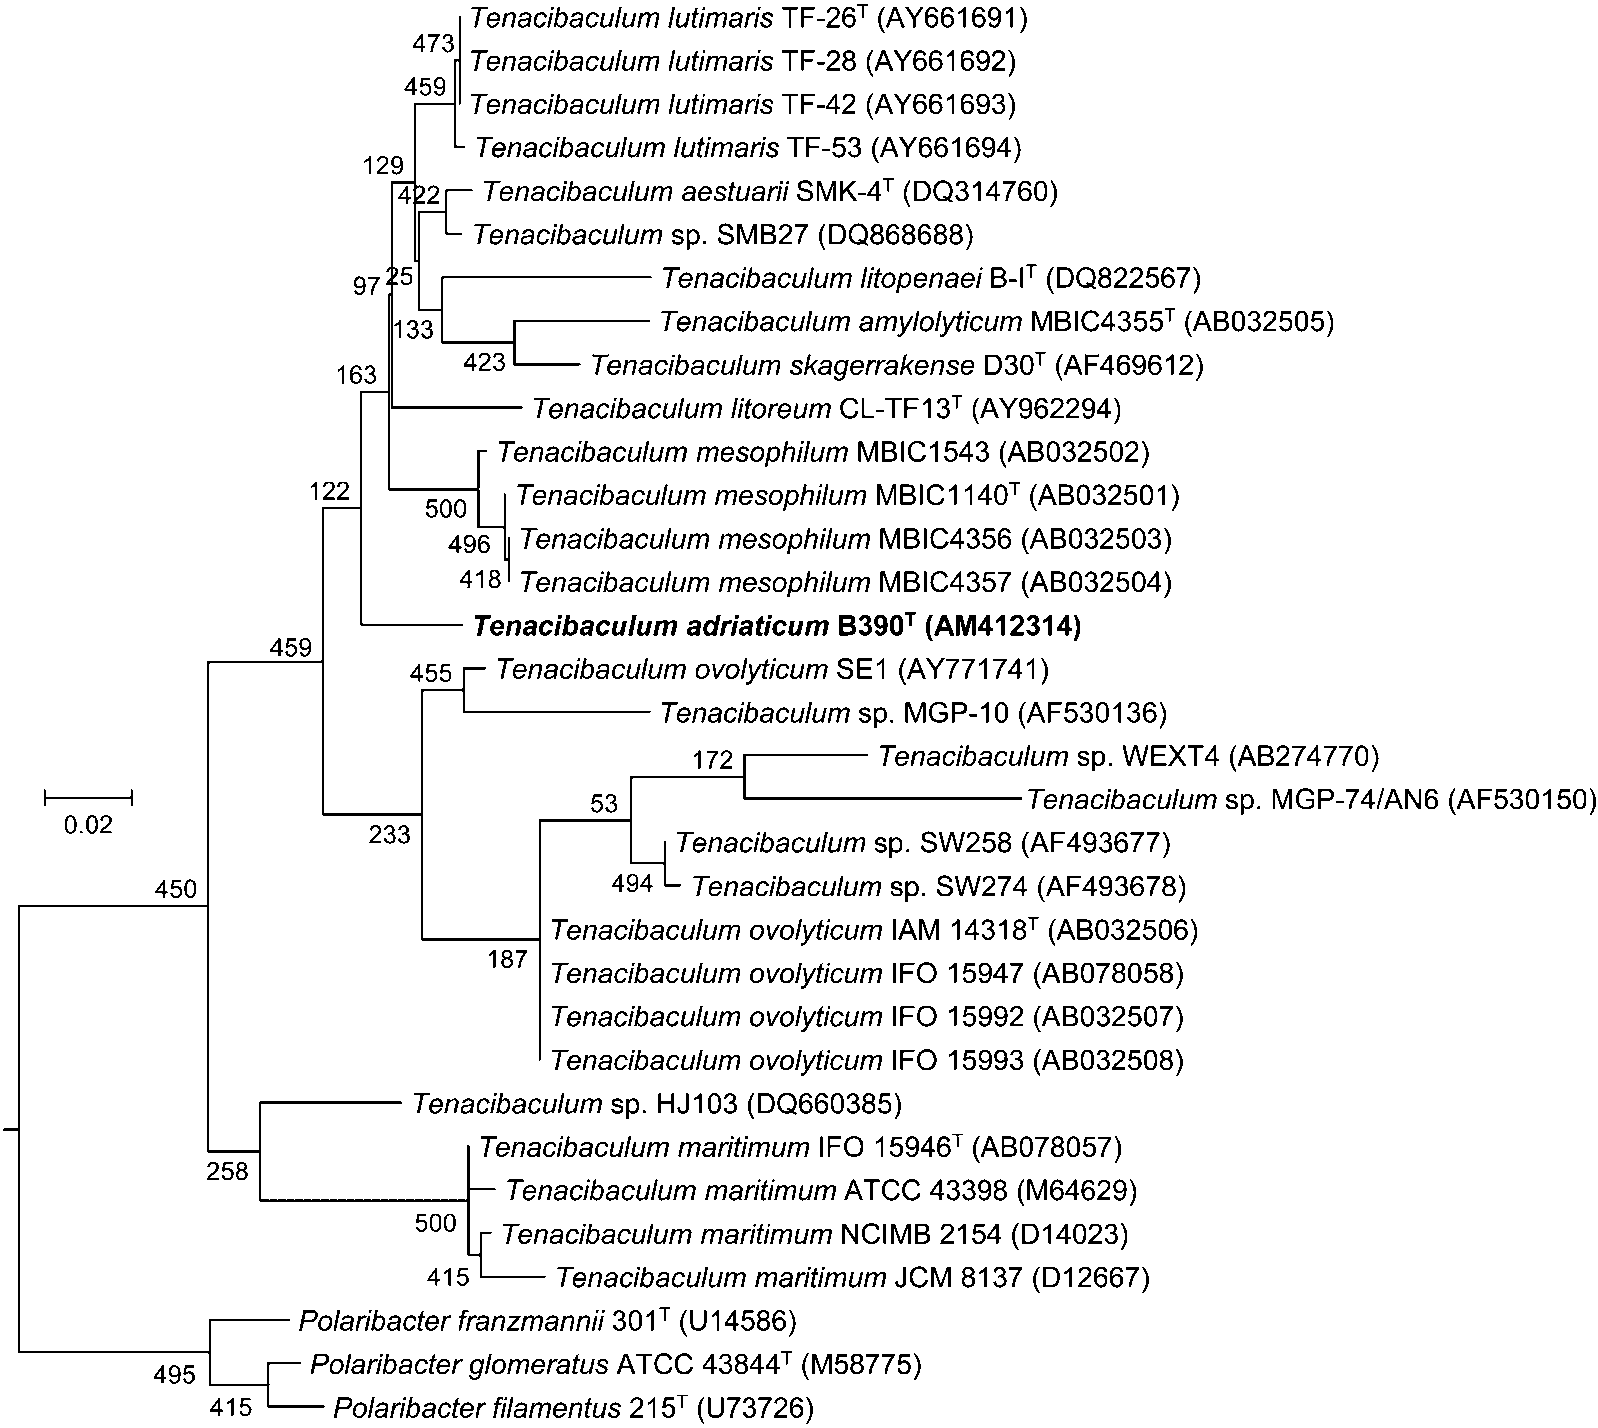 Tenacibaculum lutimaris TF-26ᵀ (AY661691)
473
Tenacibaculum lutimaris TF-28 (AY661692)
459
Tenacibaculum lutimaris TF-42 (AY661693)
Tenacibaculum lutimaris TF-53 (AY661694)
129
422
Tenacibaculum aestuarii SMK-4ᵀ (DQ314760)
Tenacibaculum sp. SMB27 (DQ868688)
97
25
Tenacibaculum litopenaei B-Iᵀ (DQ822567)
133
Tenacibaculum amylolyticum MBIC4355ᵀ (AB032505)
423
Tenacibaculum skagerrakense D30ᵀ (AF469612)
163
Tenacibaculum litoreum CL-TF13ᵀ (AY962294)
Tenacibaculum mesophilum MBIC1543 (AB032502)
122
500
Tenacibaculum mesophilum MBIC1140ᵀ (AB032501)
496
Tenacibaculum mesophilum MBIC4356 (AB032503)
418
Tenacibaculum mesophilum MBIC4357 (AB032504)
Tenacibaculum adriaticum B390ᵀ (AM412314)
459
455
Tenacibaculum ovolyticum SE1 (AY771741)
Tenacibaculum sp. MGP-10 (AF530136)
172
Tenacibaculum sp. WEXT4 (AB274770)
53
Tenacibaculum sp. MGP-74/AN6 (AF530150)
0.02
233
Tenacibaculum sp. SW258 (AF493677)
494
Tenacibaculum sp. SW274 (AF493678)
450
Tenacibaculum ovolyticum IAM 14318ᵀ (AB032506)
187
Tenacibaculum ovolyticum IFO 15947 (AB078058)
Tenacibaculum ovolyticum IFO 15992 (AB032507)
Tenacibaculum ovolyticum IFO 15993 (AB032508)
Tenacibaculum sp. HJ103 (DQ660385)
258
Tenacibaculum maritimum IFO 15946ᵀ (AB078057)
Tenacibaculum maritimum ATCC 43398 (M64629)
500
Tenacibaculum maritimum NCIMB 2154 (D14023)
415
Tenacibaculum maritimum JCM 8137 (D12667)
Polaribacter franzmannii 301ᵀ (U14586)
495
Polaribacter glomeratus ATCC 43844ᵀ (M58775)
415
Polaribacter filamentus 215ᵀ (U73726)